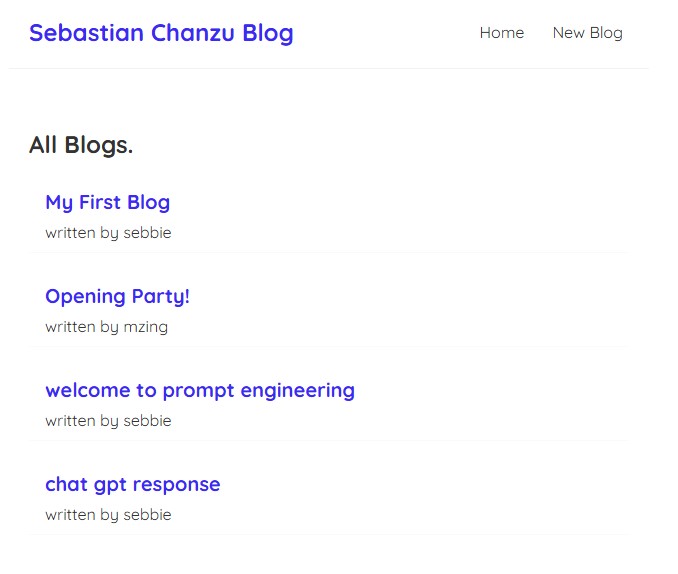 Sebastian Chanzu Blog
Home
New Blog
All Blogs.
My First Blog
written by sebbie
Opening Party!
written by mzing
welcome to prompt engineering
written by sebbie
chat gpt response
written by sebbie